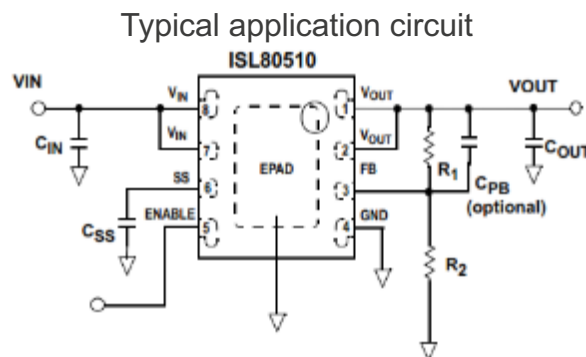 Typical application circuit
ISL80510
VIN
VIN
8
1
VOUT
VOUT
CIN
VIN
7
2
VOUT
R1
COUT
SS
6
EPAD
3
FB
CPB
(optional)
CSS
ENABLE
5
4
GND
R2